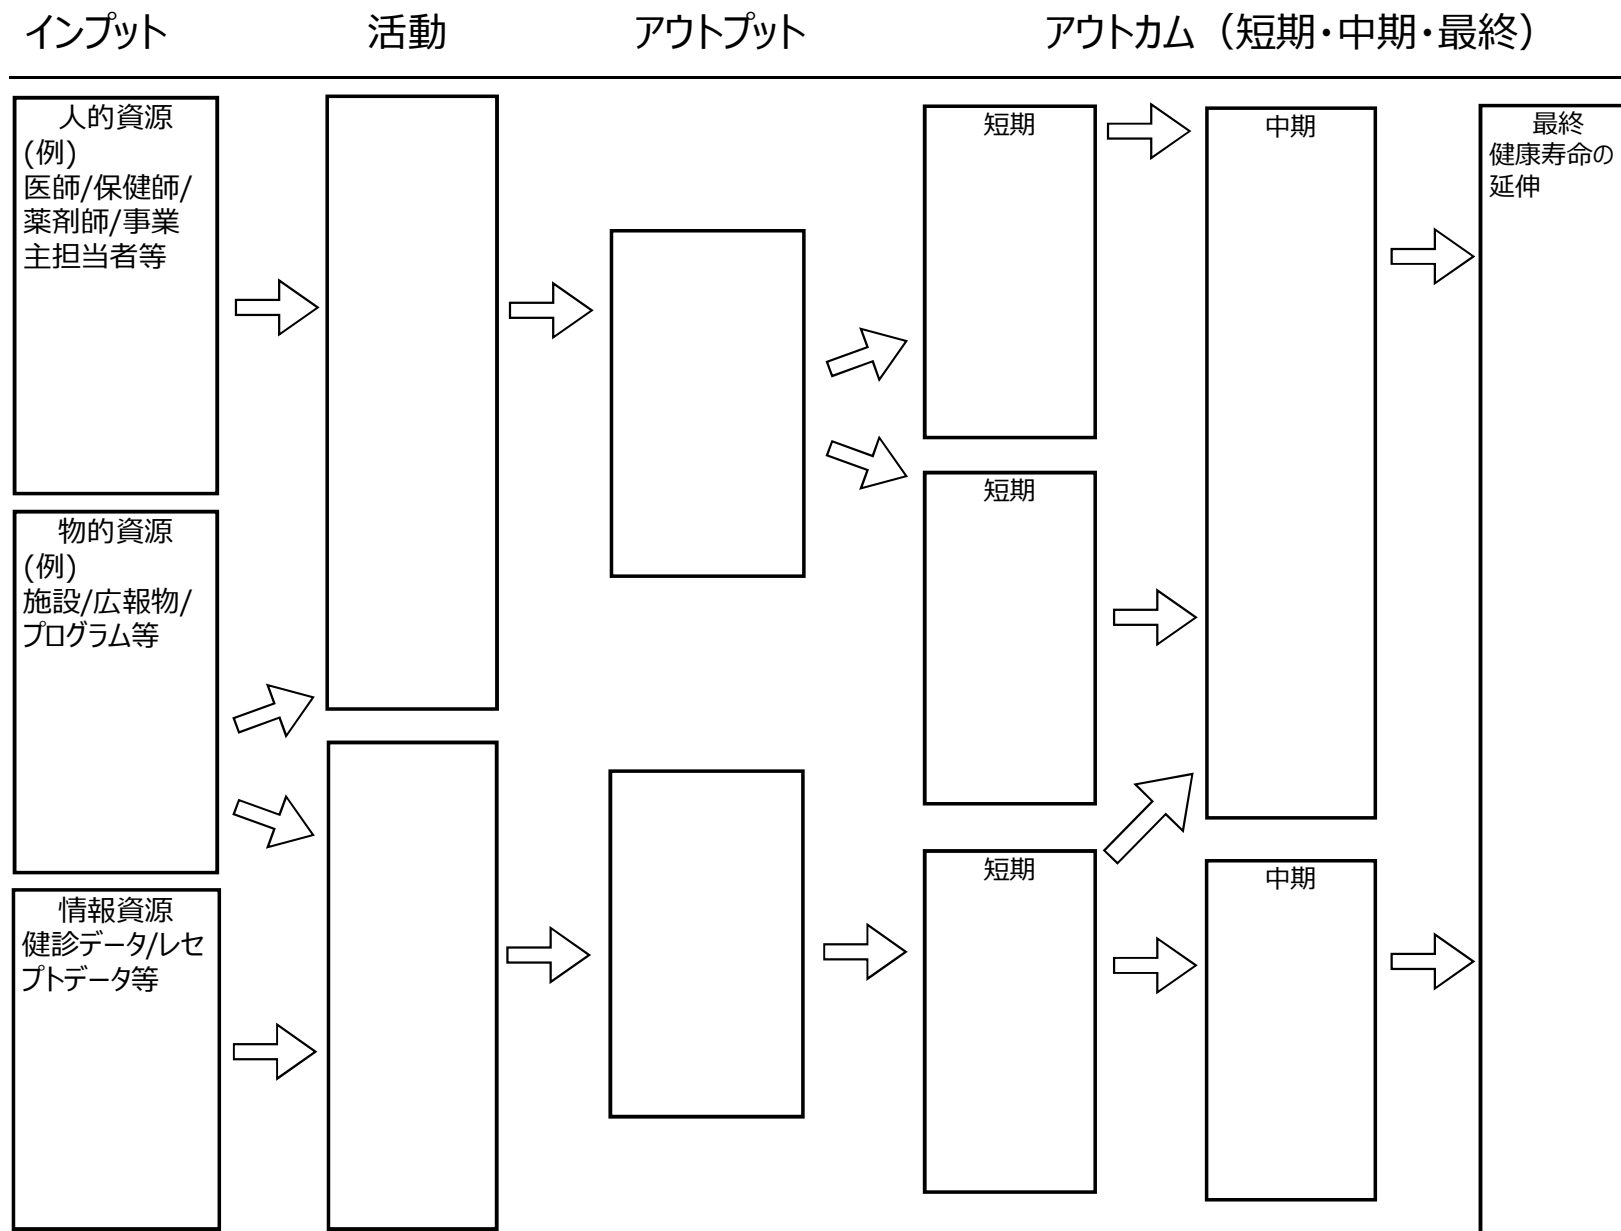 インプット
活動
アウトプット
アウトカム（短期・中期・最終）
人的資源
(例)
医師/保健師/
薬剤師/事業
主担当者等
物的資源
(例)
施設/広報物/
プログラム等
情報資源
健診データ/レセ
プトデータ等
短期
短期
短期
中期
中期
最終
健康寿命の
延伸